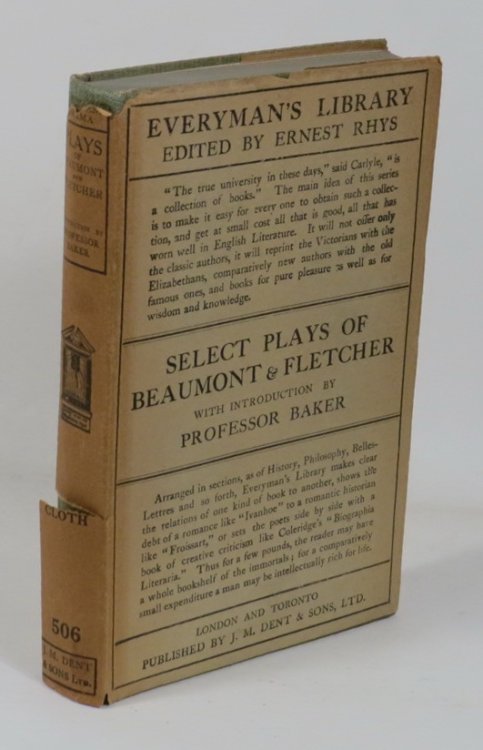 EVERYMAN'S LIBRARY
EDITED BY ERNEST RHYS
"The true university in these days," said Carlyle, "is
a collection of books." The main idea of this series
is to make it easy for every one to obtain such a collec-
tion, and get at small cost all that is good, all that has
worn well in English Literature. It will not offer only
the classic authors, it will reprint the Victorians with the
Elizabethans, comparatively new authors with the old
famous ones, and books for pure pleasure as well as for
wisdom and knowledge.
SELECT PLAYS OF
BEAUMONT & FLETCHER
WITH INTRODUCTION BY
PROFESSOR BAKER
Arranged in sections, as of History, Philosophy, Belles-
Lettres and so forth, Everyman's Library makes clear
the relations of one kind of book to another, shows the
debt of a romance like "Ivanhoe" to a romantic historian
like "Froissart," or sets the poets side by side with a
book of creative criticism like Coleridge's "Biographia
Literaria." Thus for a few pounds, the reader may have
a whole bookshelf of the immortals; for a comparatively
small expenditure a man may be intellectually rich for life.
LONDON AND TORONTO
PUBLISHED BY J. M. DENT & SONS, LTD.
PLAYS
OF
BEAUMONT
FLETCHER
PROFESSOR
BAKER
CLOTH
506
J. M. DENT
& SONS LTD.